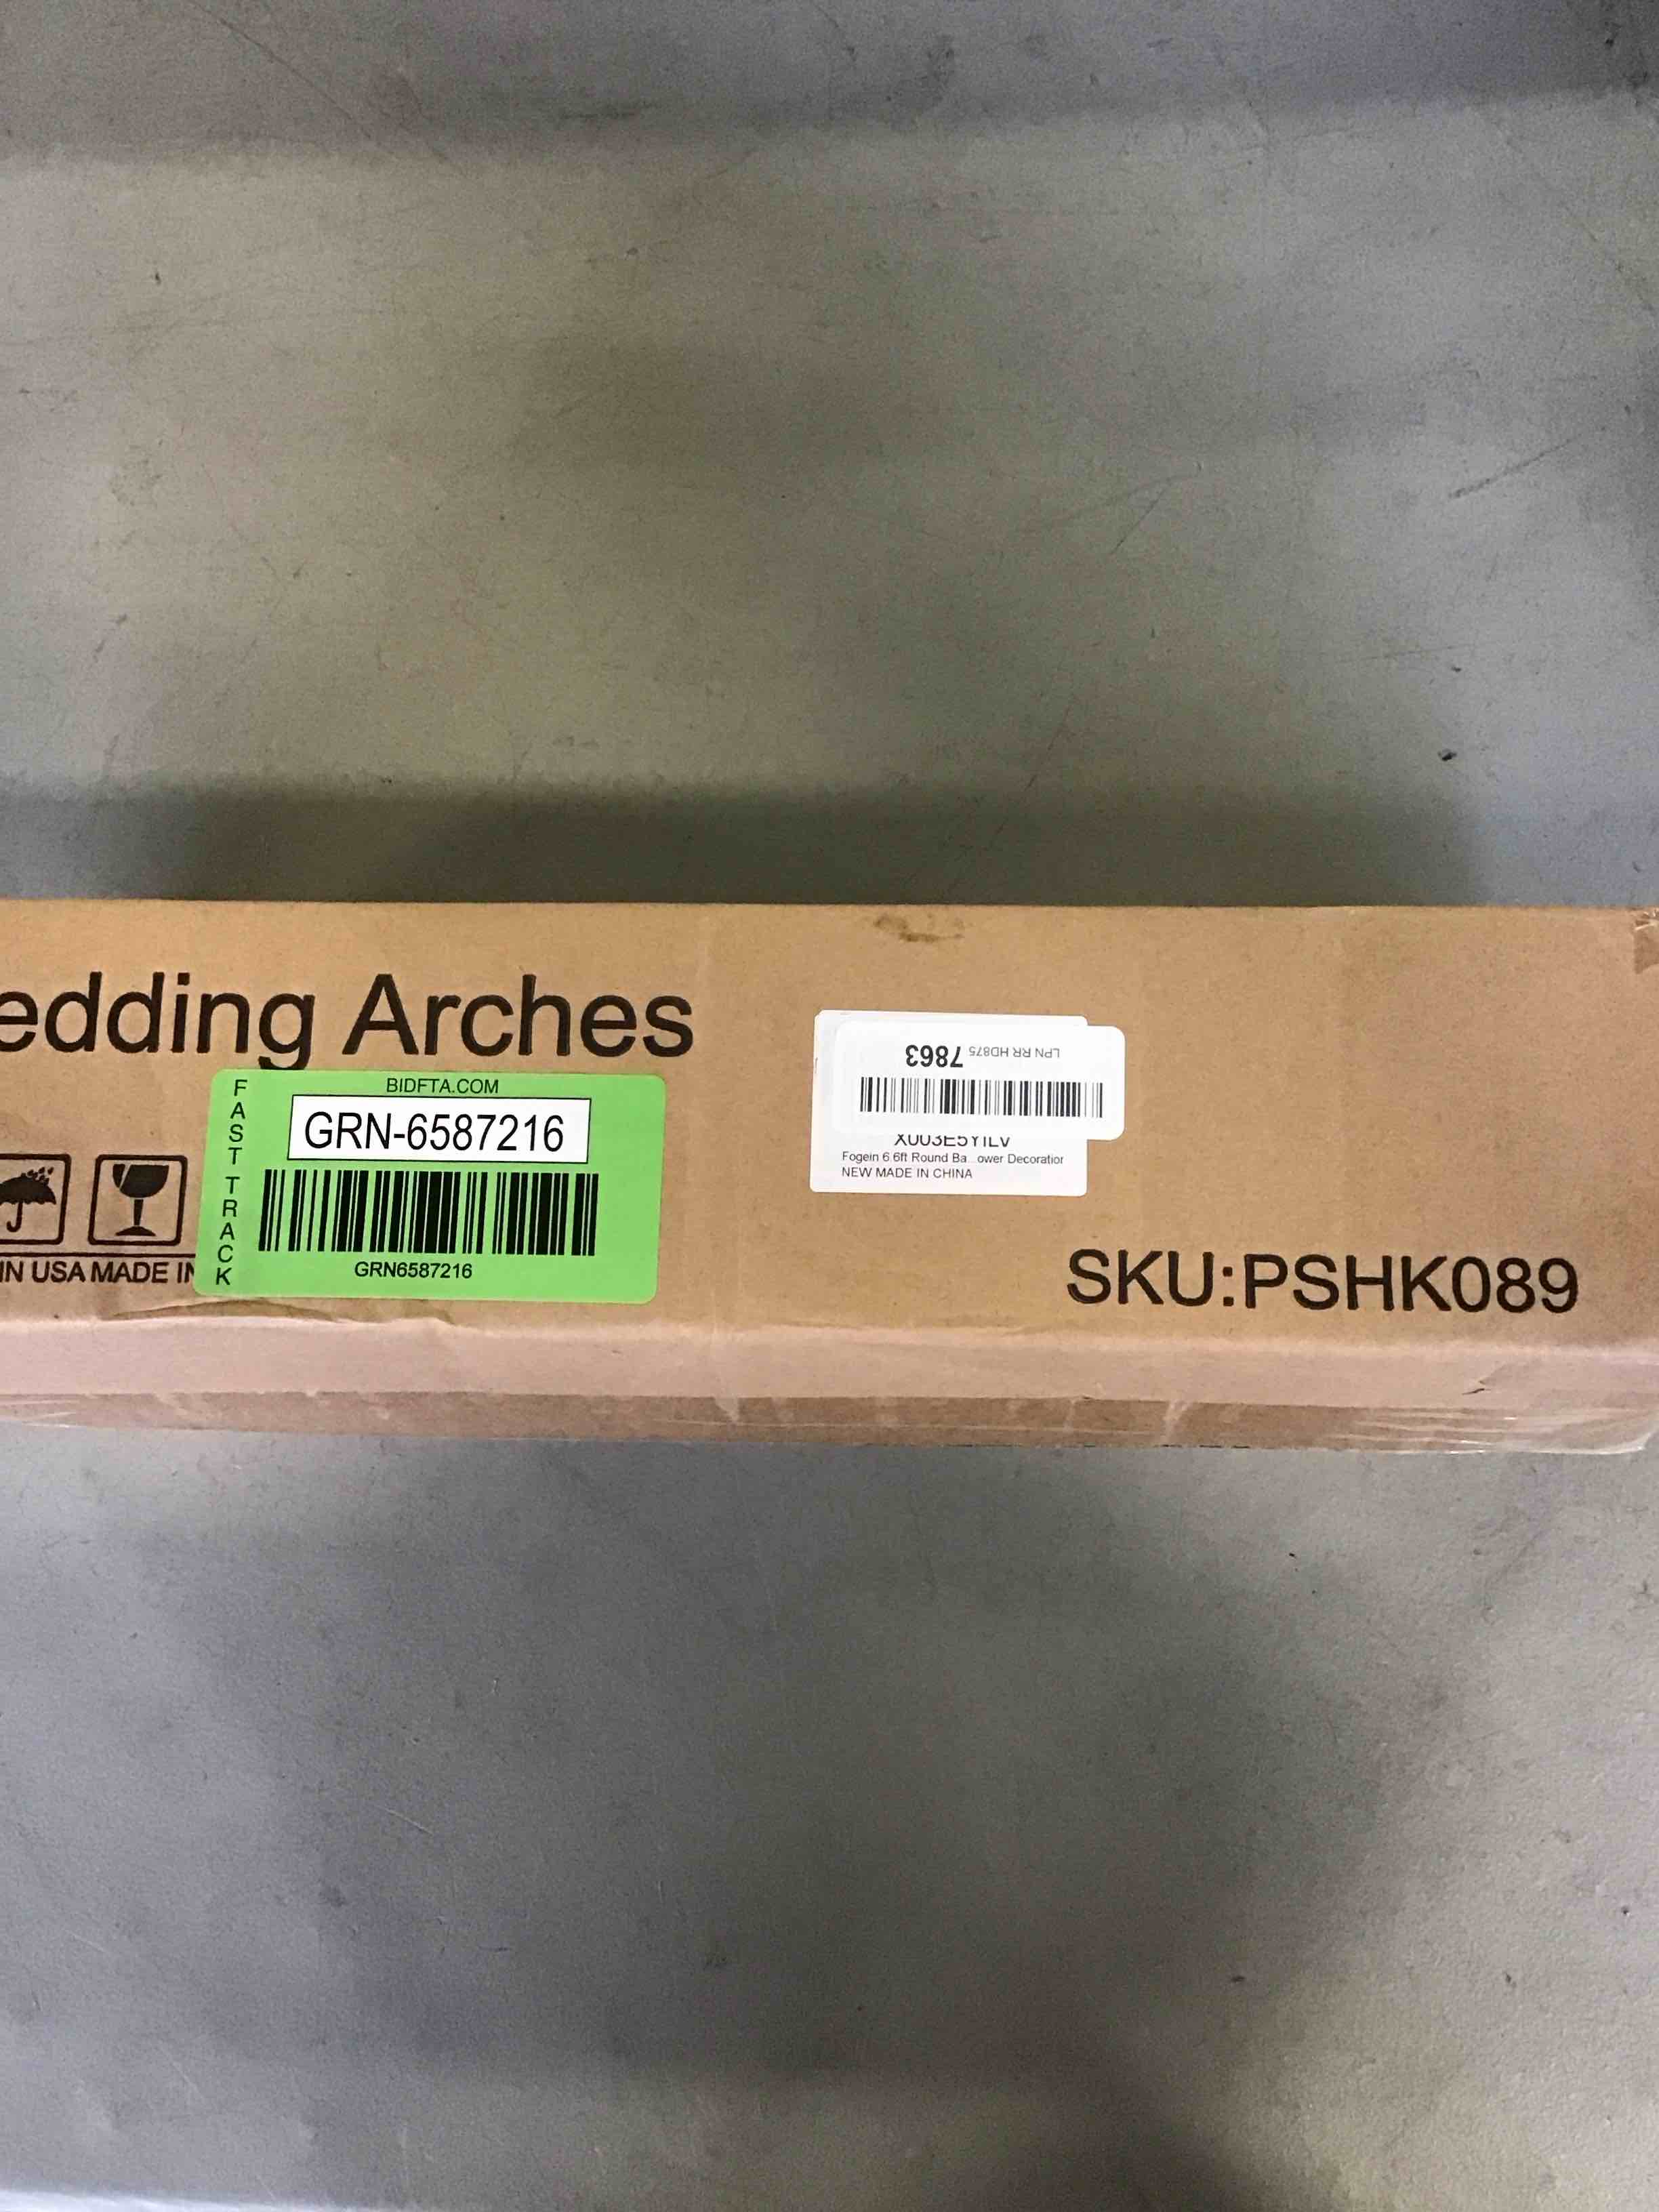 edding Arches
FAST TRACK
BIDFTA.COM
GRN-6587216
GRN6587216
LPN RR HD875 7863
Fogein 6.6ft Round Ba...ower Decoration
NEW MADE IN CHINA
IN USA MADE IN
SKU:PSHK089